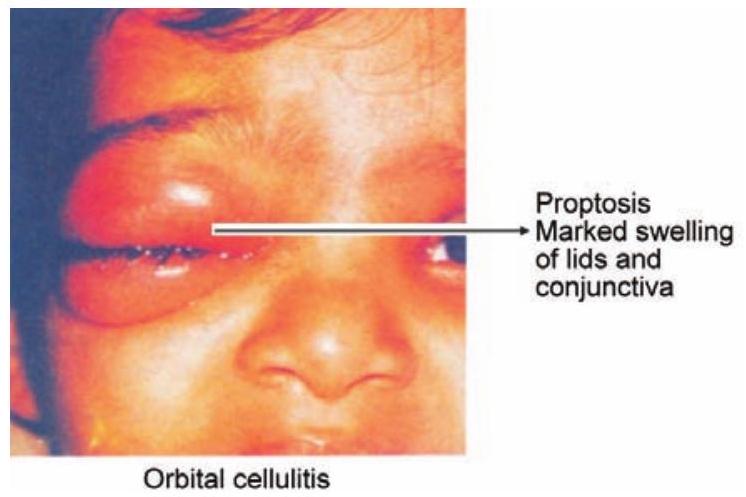 Proptosis
Marked swelling
of lids and
conjunctiva
Orbital cellulitis